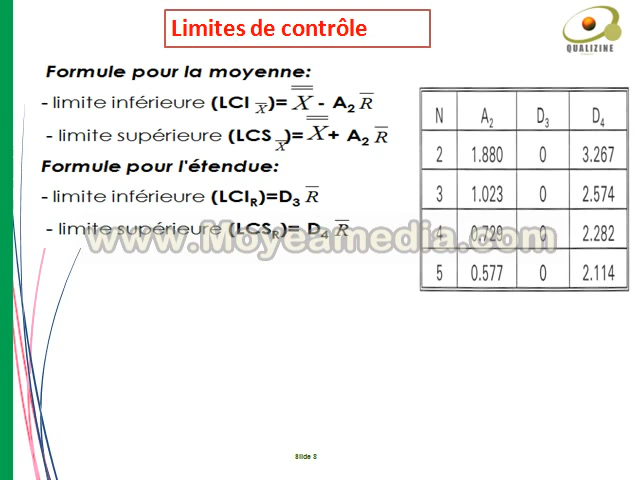 Limites de contrôle
QUALIZINE
Formule pour la moyenne:
- limite inférieure (LCI X̅)= X̿ - A₂ R̅
- limite supérieure (LCS X̅)= X̿ + A₂ R̅
Formule pour l'étendue:
- limite inférieure (LCI_R)=D₃ R̅
- limite supérieure (LCS_R)= D₄ R̅
www.Moyeamedia.com
N A₂ D₃ D₄
2 1.880 0 3.267
3 1.023 0 2.574
4 0.729 0 2.282
5 0.577 0 2.114
Slide 8